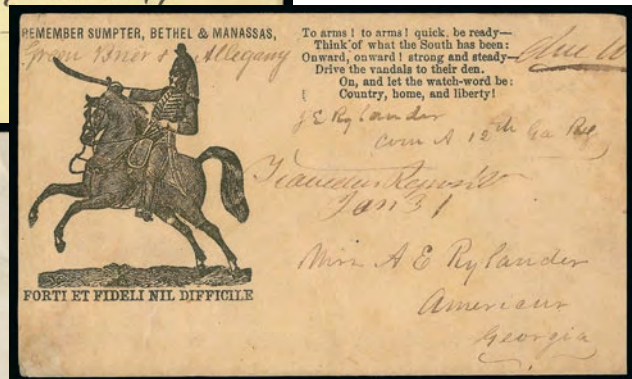 REMEMBER SUMPTER, BETHEL & MANASSAS,
Green Brier & Allegany
To arms! to arms! quick, be ready—
Think of what the South has been:
Onward, onward! strong and steady—
Drive the vandals to their den.
On, and let the watch-word be:
Country, home, and liberty!
Due
J E Rylander
Com A 12th Ga Reg
Jan 31
FORTI ET FIDELI NIL DIFFICILE
Miss A E Rylander
Americus
Georgia